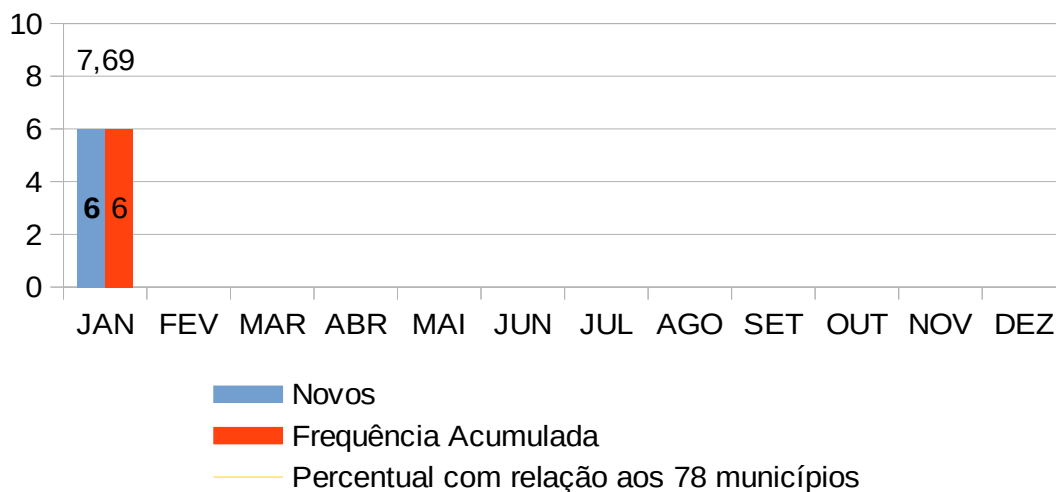 10
7,69
8
6
4
6 6
2
0
JAN FEV MAR ABR MAI JUN JUL AGO SET OUT NOV DEZ
Novos
Frequência Acumulada
Percentual com relação aos 78 municípios